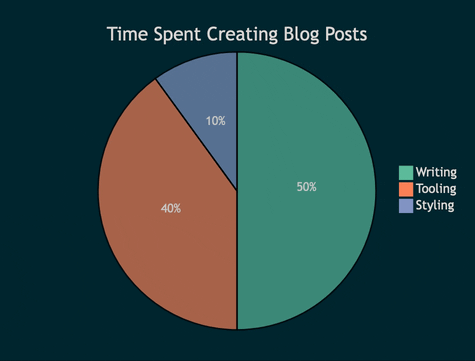 Time Spent Creating Blog Posts
10%
50%
40%
Writing
Tooling
Styling